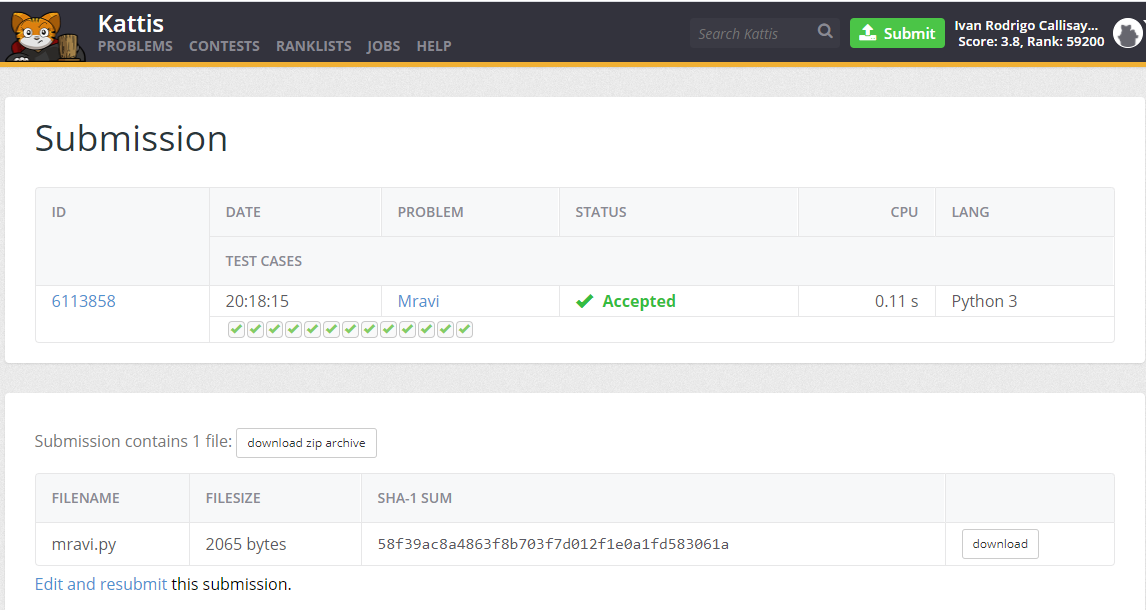 Kattis
PROBLEMS CONTESTS RANKLISTS JOBS HELP
Search Kattis
Submit
Ivan Rodrigo Callisay...
Score: 3.8, Rank: 59200
Submission
ID DATE PROBLEM STATUS CPU LANG
TEST CASES
6113858 20:18:15 Mravi Accepted 0.11 s Python 3
Submission contains 1 file: download zip archive
FILENAME FILESIZE SHA-1 SUM
mravi.py 2065 bytes 58f39ac8a4863f8b703f7d012f1e0a1fd583061a download
Edit and resubmit this submission.